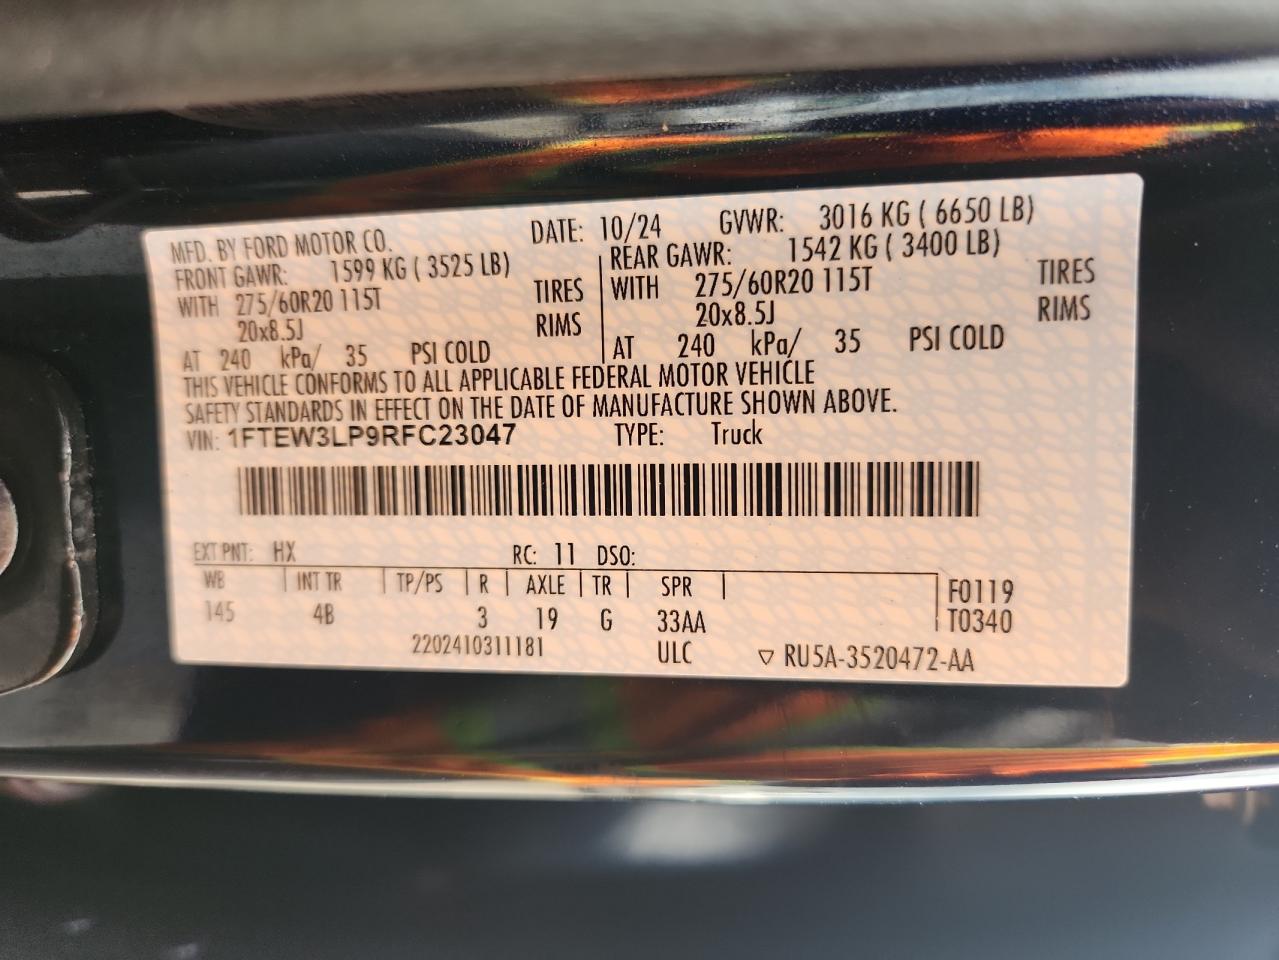 MFD. BY FORD MOTOR CO. DATE: 10/24 GVWR: 3016 KG ( 6650 LB)
FRONT GAWR: 1599 KG ( 3525 LB) REAR GAWR: 1542 KG ( 3400 LB)
WITH 275/60R20 115T TIRES WITH 275/60R20 115T TIRES
20x8.5J RIMS 20x8.5J RIMS
AT 240 kPa/ 35 PSI COLD AT 240 kPa/ 35 PSI COLD
THIS VEHICLE CONFORMS TO ALL APPLICABLE FEDERAL MOTOR VEHICLE
SAFETY STANDARDS IN EFFECT ON THE DATE OF MANUFACTURE SHOWN ABOVE.
VIN: 1FTEW3LP9RFC23047 TYPE: Truck
EXT PNT: HX RC: 11 DSO:
WB INT TR TP/PS R AXLE TR SPR F0119
145 4B 3 19 G 33AA T0340
2202410311181 ULC ▽ RU5A-3520472-AA